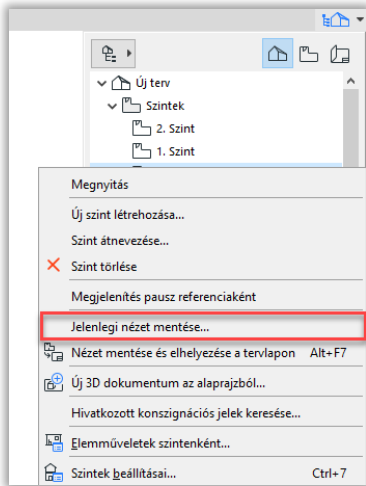 Új terv
Szintek
2. Szint
1. Szint
Megnyitás
Új szint létrehozása...
Szint átnevezése...
Szint törlése
Megjelenítés pausz referenciaként
Jelenlegi nézet mentése...
Nézet mentése és elhelyezése a tervlapon Alt+F7
Új 3D dokumentum az alaprajzból...
Hivatkozott konszignációs jelek keresése...
Elemműveletek szintenként...
Szintek beállításai... Ctrl+7